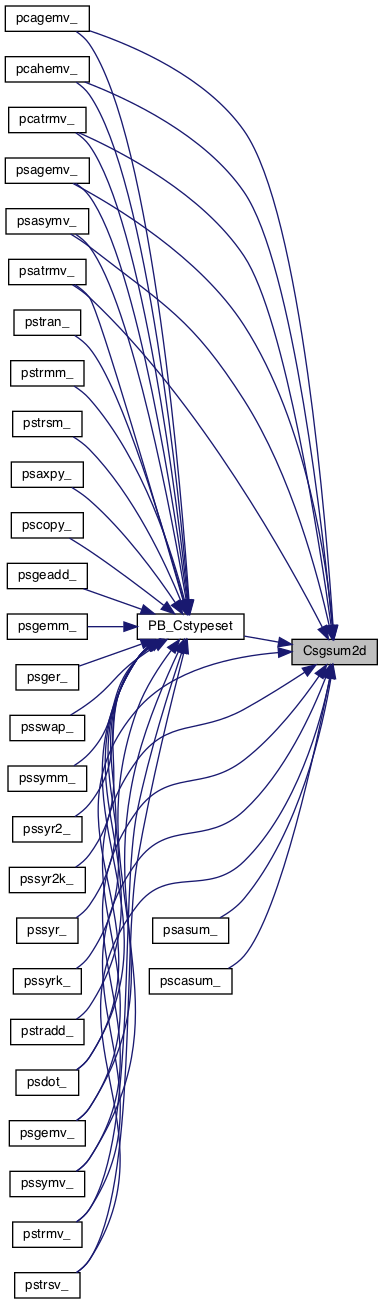 pcagemv_
pcahemv_
pcatrmv_
psagemv_
psasymv_
psatrmv_
pstran_
pstrmm_
pstrsm_
psaxpy_
pscopy_
psgeadd_
psgemm_
PB_Cstypeset
Csgsum2d
psger_
psswap_
pssymm_
pssyr2_
pssyr2k_
pssyr_
psasum_
pssyrk_
pscasum_
pstradd_
psdot_
psgemv_
pssymv_
pstrmv_
pstrsv_